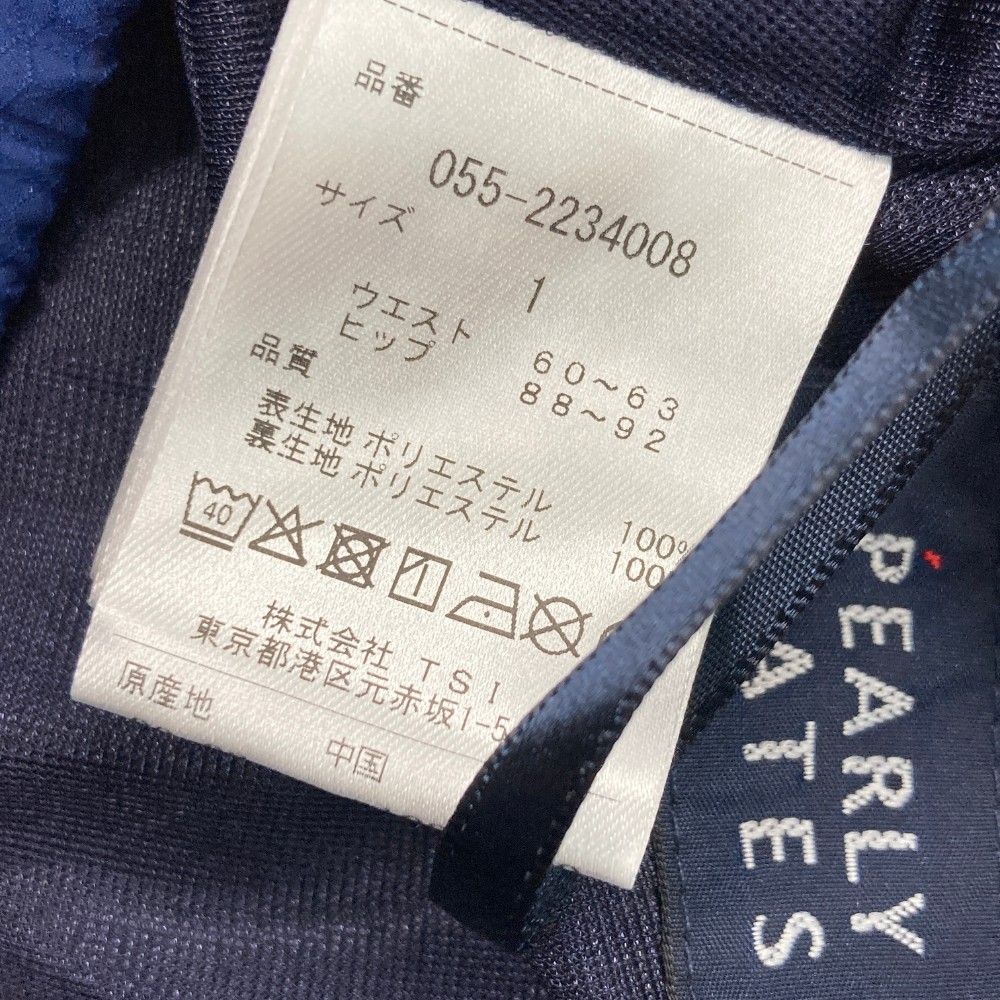 品番
055-2234008
サイズ
1
ウエスト 60～63
ヒップ 88～92
品質
表生地 ポリエステル 100%
裏生地 ポリエステル 100
40
株式会社 TSI
東京都港区元赤坂1-5
原産地
中国
PEARLY
ATES